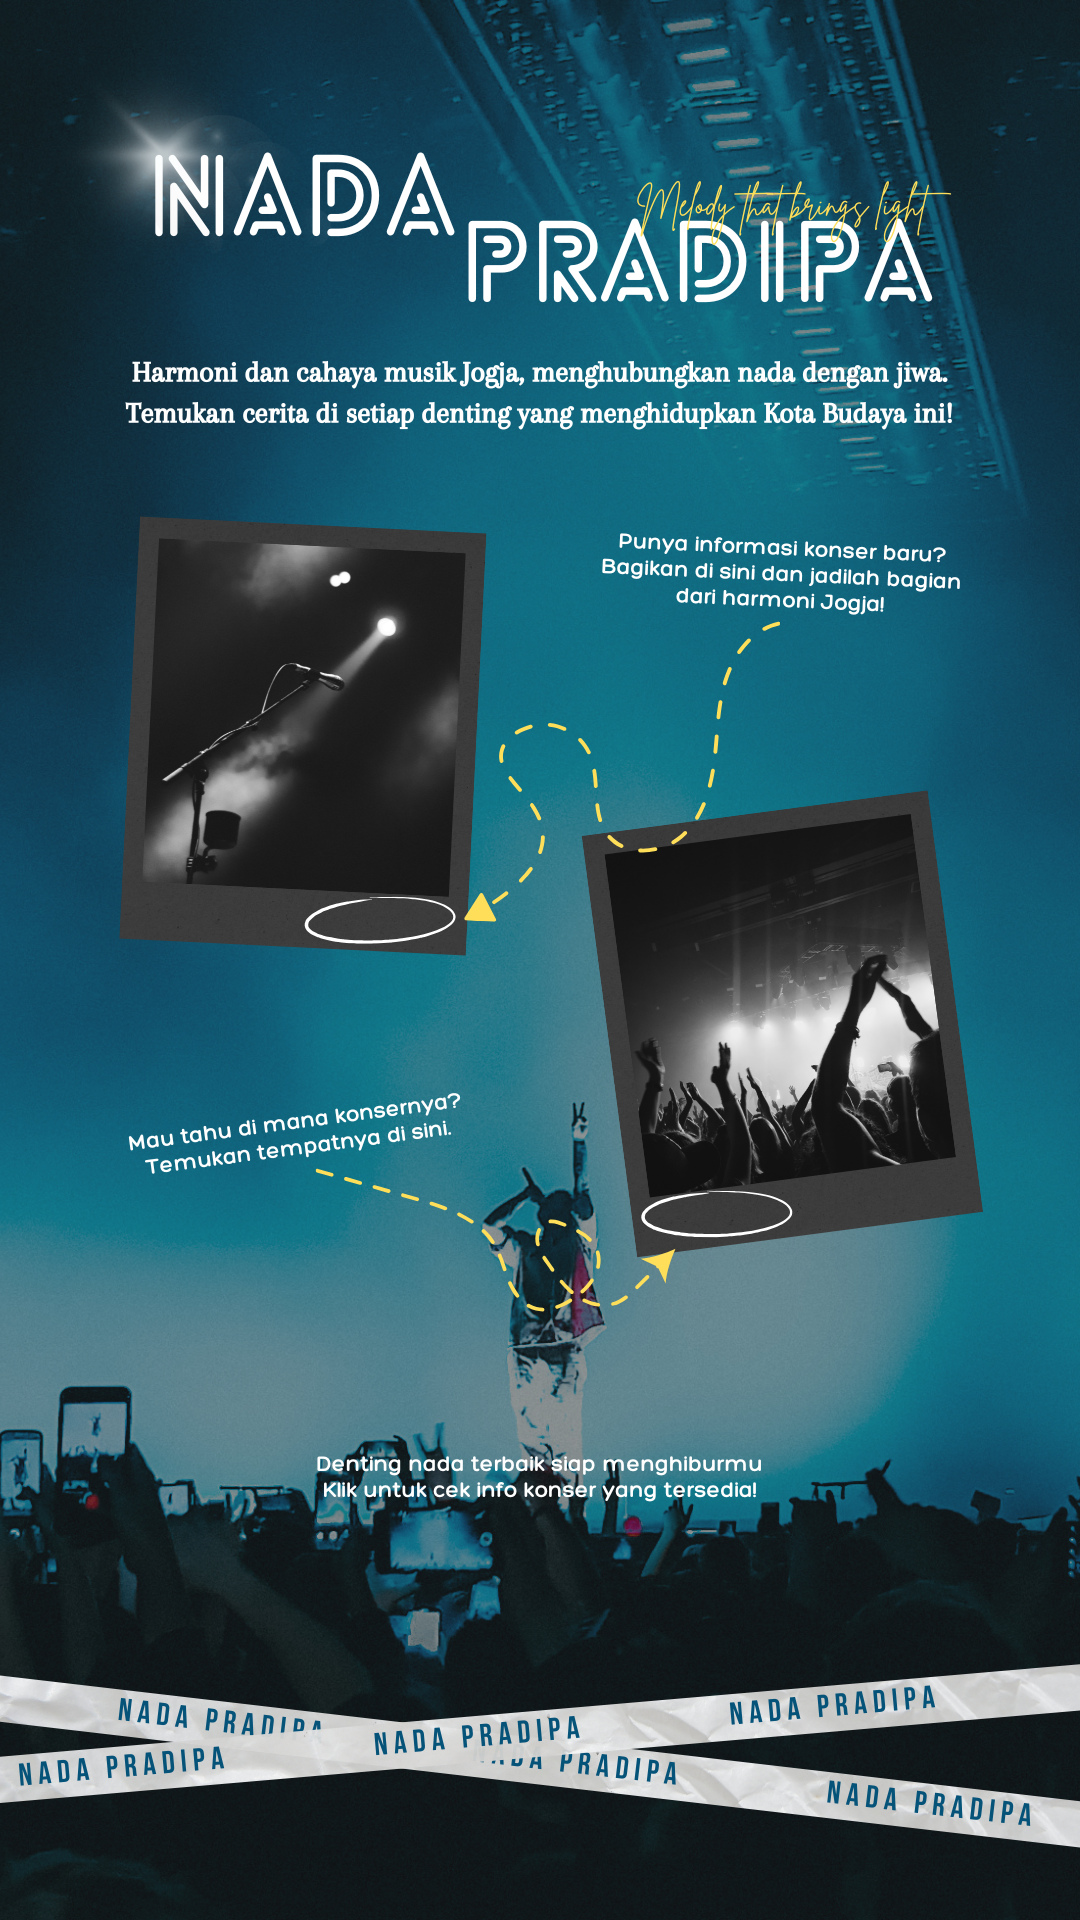 NADA
Melody that brings light
PRADIPA
Harmoni dan cahaya musik Jogja, menghubungkan nada dengan jiwa.
Temukan cerita di setiap denting yang menghidupkan Kota Budaya ini!
Punya informasi konser baru?
Bagikan di sini dan jadilah bagian
dari harmoni Jogja!
Mau tahu di mana konsernya?
Temukan tempatnya di sini.
Denting nada terbaik siap menghiburmu
Klik untuk cek info konser yang tersedia!
NADA PRADIPA
NADA PRADIPA
NADA PRADIPA
NADA PRADIPA
NADA PRADIPA
NADA PRADIPA